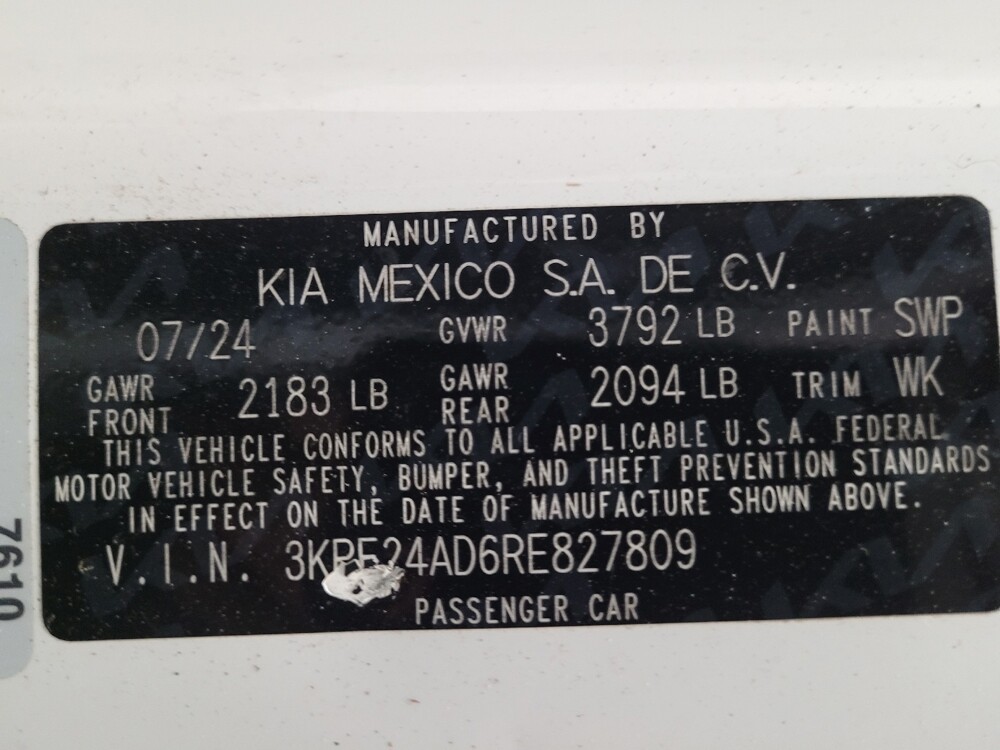 MANUFACTURED BY
KIA MEXICO S.A. DE C.V.
07/24 GVWR 3792 LB PAINT SWP
GAWR FRONT 2183 LB GAWR REAR 2094 LB TRIM WK
THIS VEHICLE CONFORMS TO ALL APPLICABLE U.S.A. FEDERAL
MOTOR VEHICLE SAFETY, BUMPER, AND THEFT PREVENTION STANDARDS
IN EFFECT ON THE DATE OF MANUFACTURE SHOWN ABOVE.
V.I.N. 3KPF24AD6RE827809
PASSENGER CAR